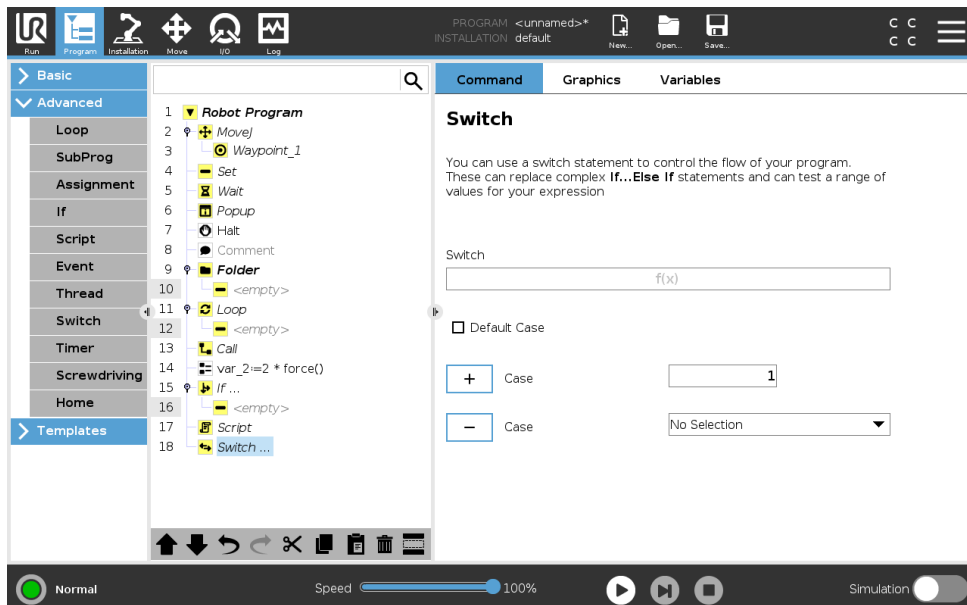 PROGRAM <unnamed>*
INSTALLATION default
Run
Program
Installation
Move
I/O
Log
New...
Open...
Save...
C C
C C
Basic
Advanced
Loop
SubProg
Assignment
If
Script
Event
Thread
Switch
Timer
Screwdriving
Home
Templates
1 Robot Program
2 MoveJ
3 Waypoint_1
4 Set
5 Wait
6 Popup
7 Halt
8 Comment
9 Folder
10 <empty>
11 Loop
12 <empty>
13 Call
14 var_2:=2 * force()
15 If ...
16 <empty>
17 Script
18 Switch ...
Command Graphics Variables
Switch
You can use a switch statement to control the flow of your program.
These can replace complex If...Else If statements and can test a range of
values for your expression
Switch
f(x)
Default Case
+ Case 1
− Case No Selection
Normal
Speed 100%
Simulation